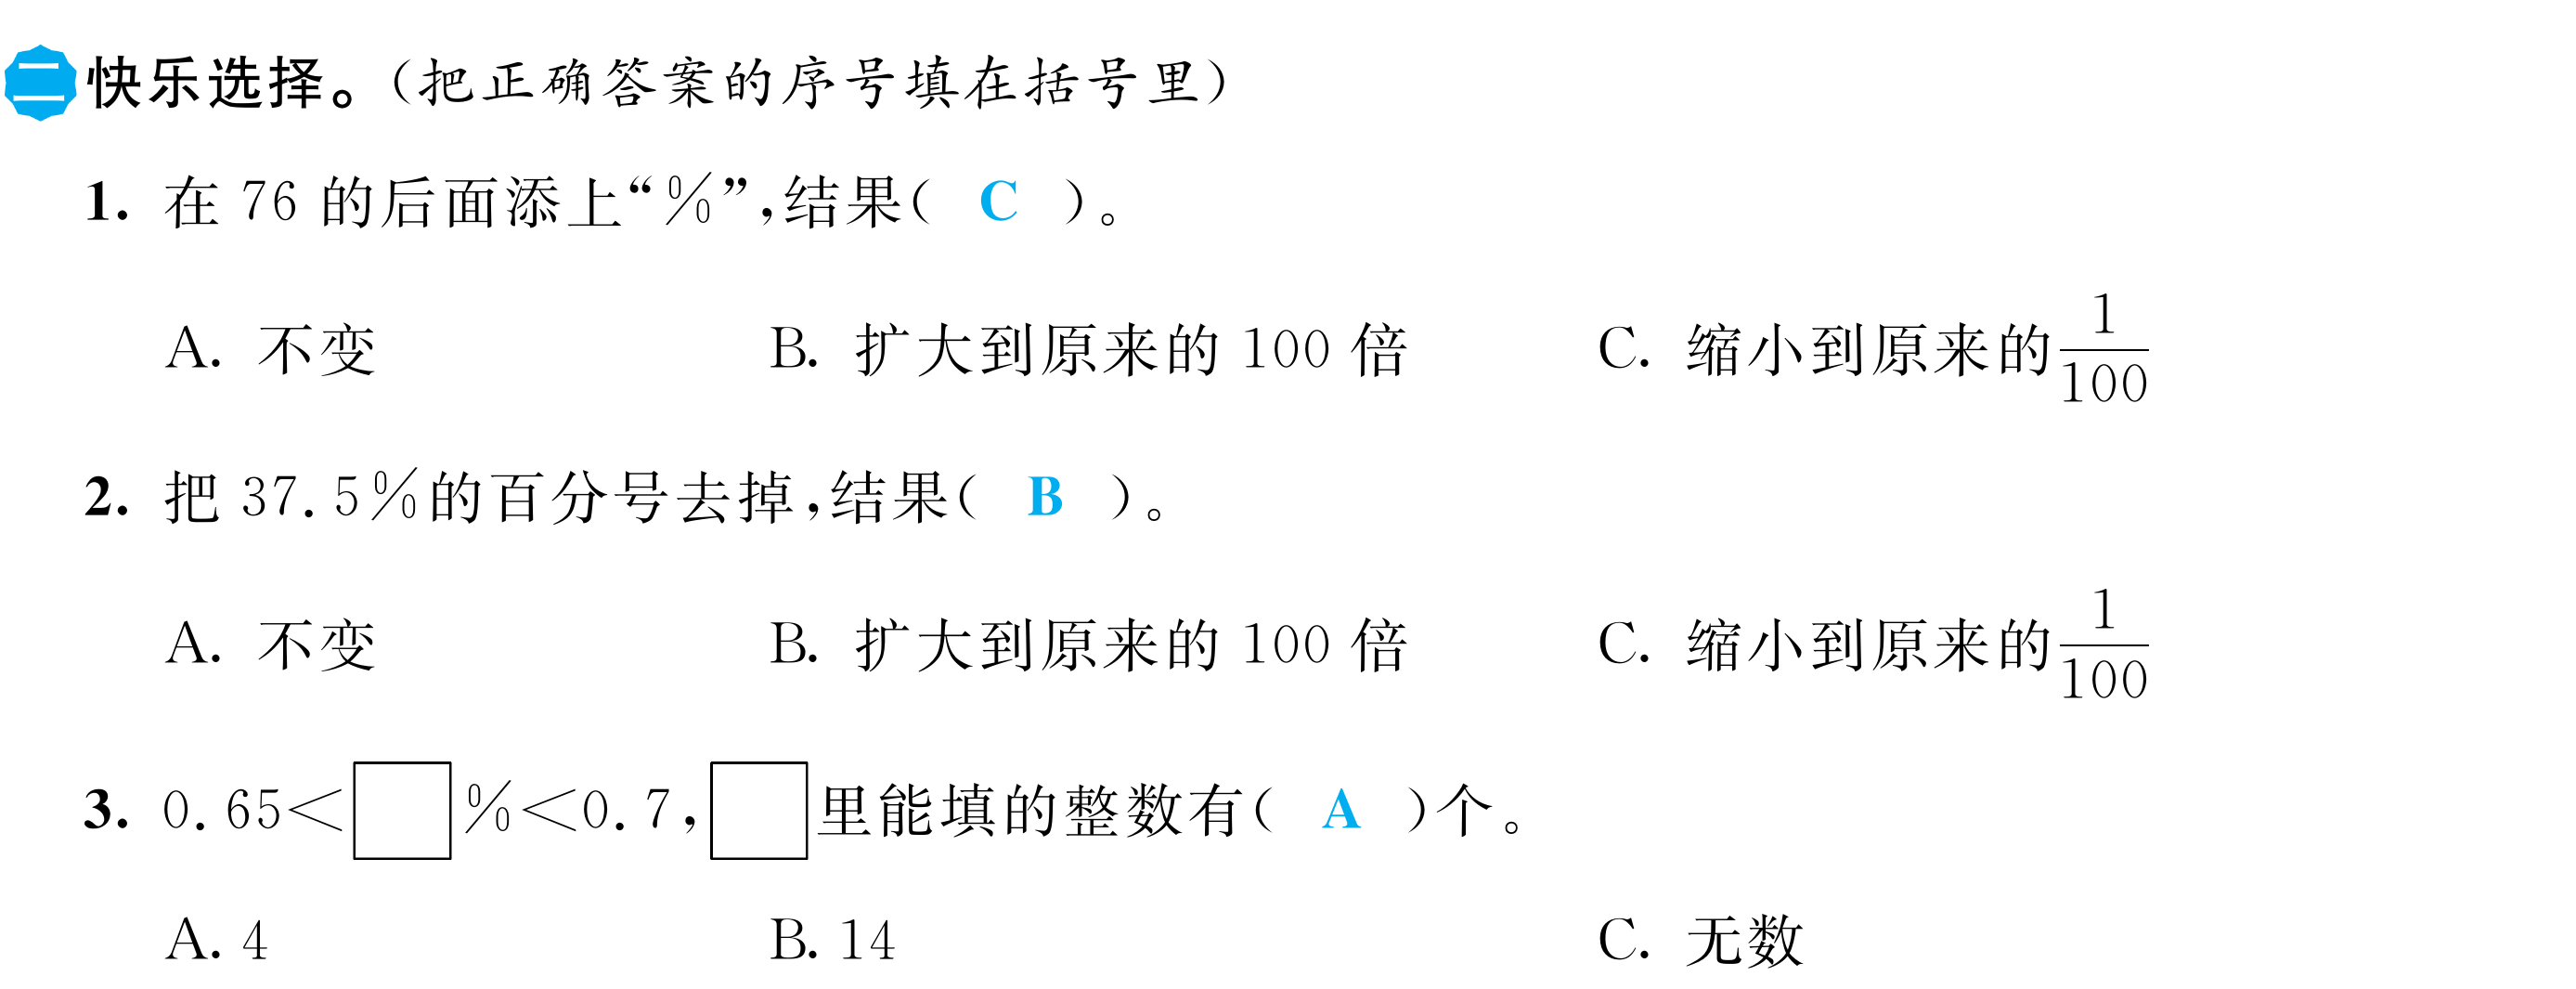 二 快乐选择。(把正确答案的序号填在括号里)
1. 在 76 的后面添上“%”,结果( C )。
A. 不变 B. 扩大到原来的 100 倍 C. 缩小到原来的1/100
2. 把 37.5%的百分号去掉,结果( B )。
A. 不变 B. 扩大到原来的 100 倍 C. 缩小到原来的1/100
3. 0.65<□%<0.7,□里能填的整数有( A )个。
A. 4 B. 14 C. 无数